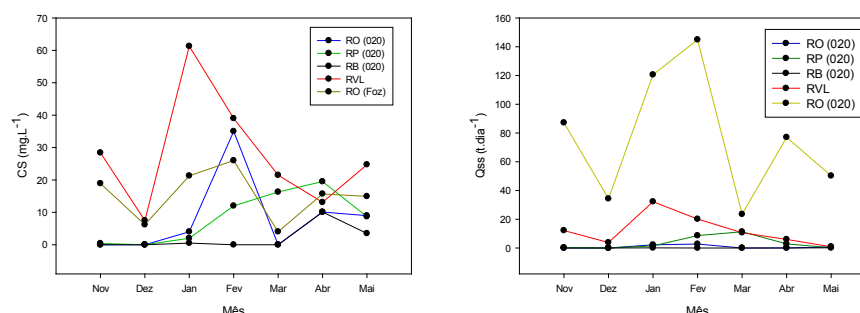 70
60
50
40
30
20
10
0
CS (mg.L⁻¹)
RO (020)
RP (020)
RB (020)
RVL
RO (Foz)
Nov Dez Jan Fev Mar Abr Mai
Mês
160
140
120
100
80
60
40
20
0
Qss (t.dia⁻¹)
RO (020)
RP (020)
RB (020)
RVL
RO (020)
Nov Dez Jan Fev Mar Abr Mai
Mês